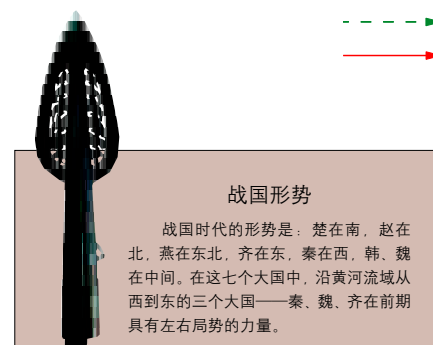 战国形势
战国时代的形势是：楚在南，赵在
北，燕在东北，齐在东，秦在西，韩、魏
在中间。在这七个大国中，沿黄河流域从
西到东的三个大国——秦、魏、齐在前期
具有左右局势的力量。